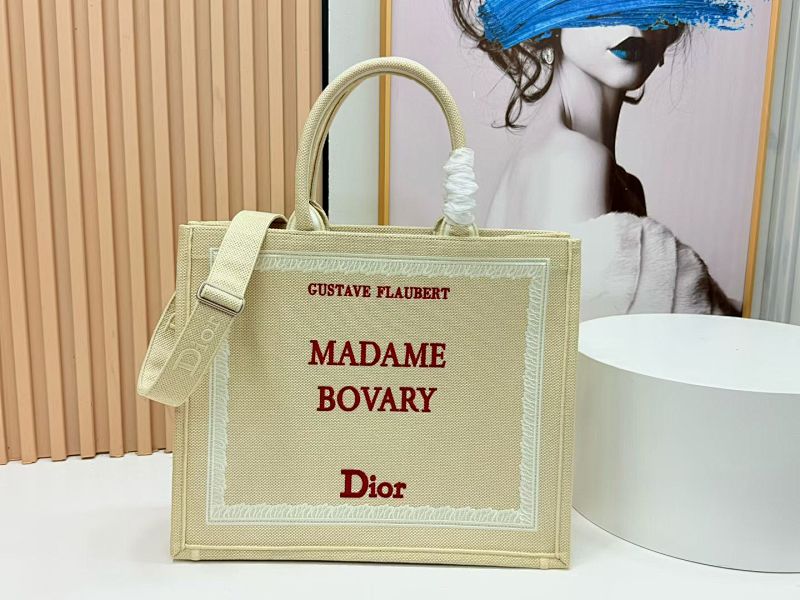 GUSTAVE FLAUBERT
MADAME
BOVARY
Dior
Dior